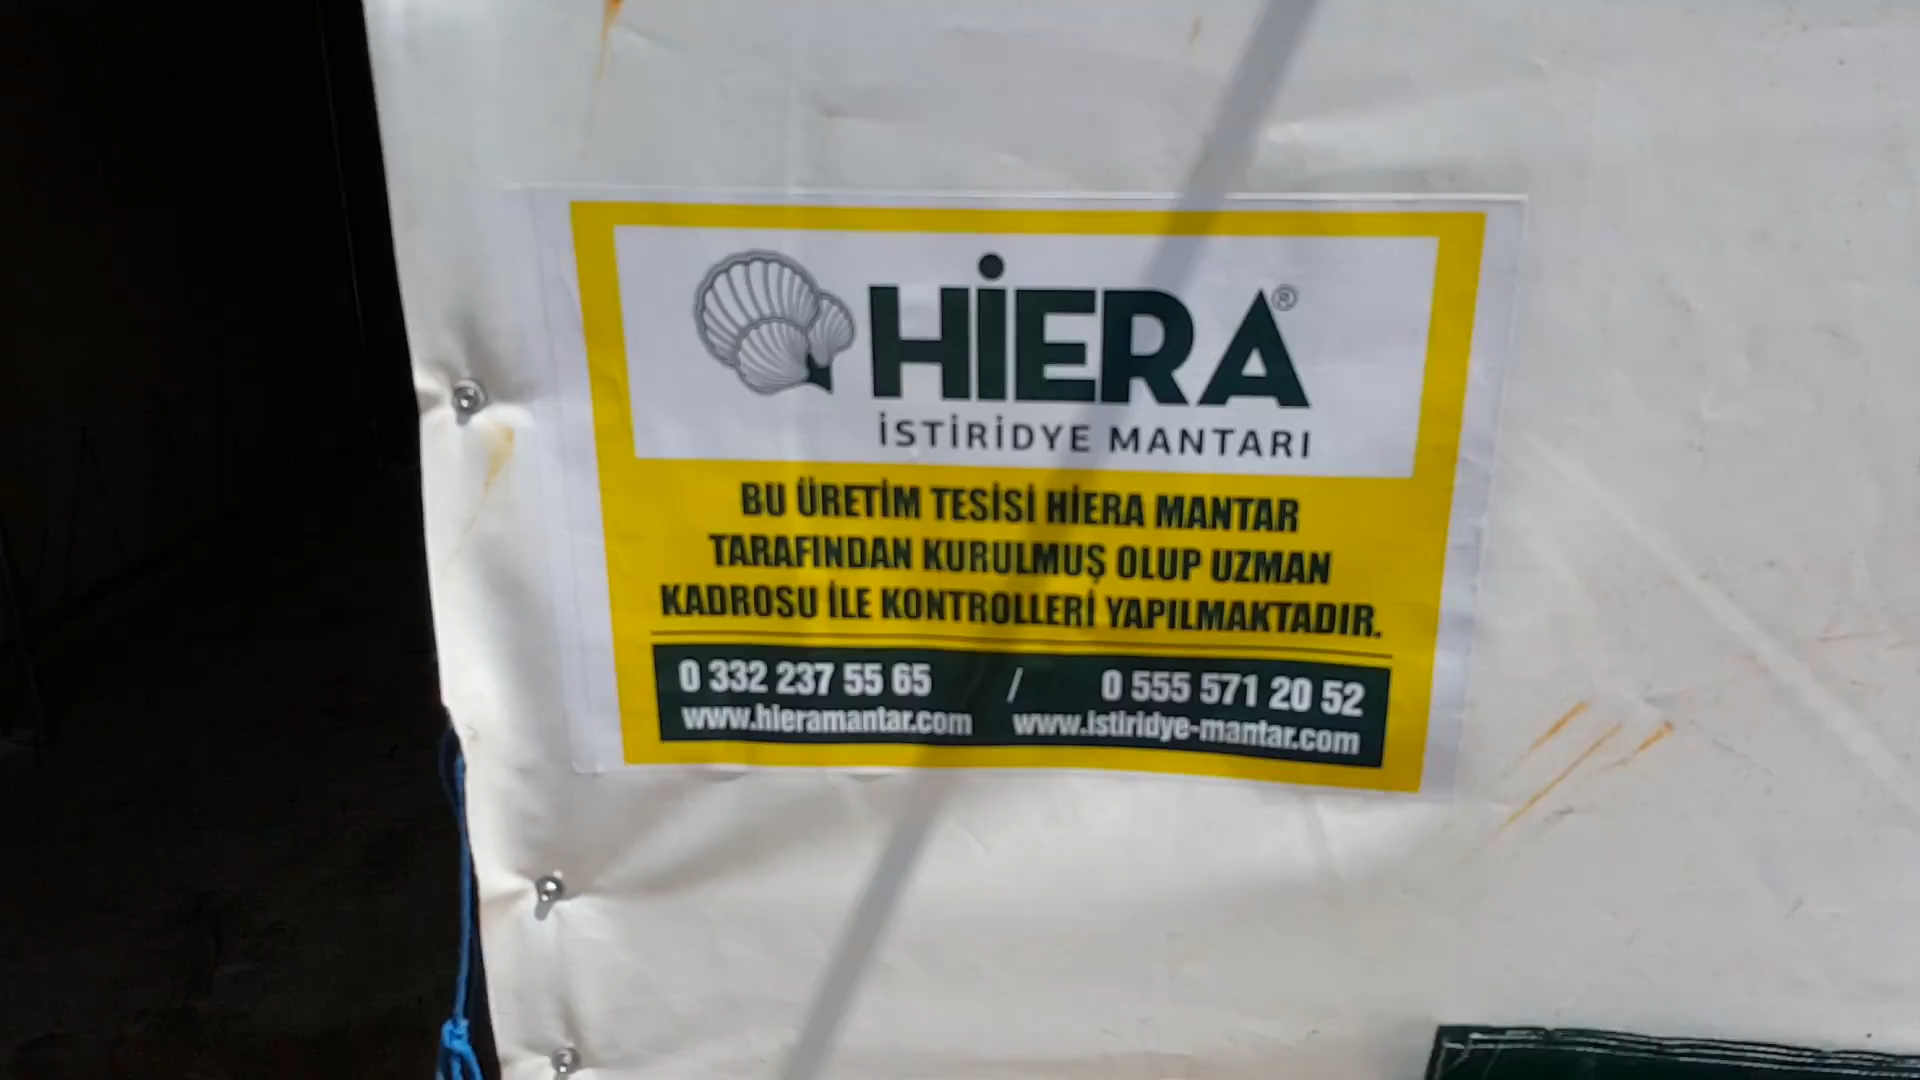 HİERA®
İSTİRİDYE MANTARI
BU ÜRETİM TESİSİ HİERA MANTAR
TARAFINDAN KURULMUŞ OLUP UZMAN
KADROSU İLE KONTROLLERİ YAPILMAKTADIR.
0 332 237 55 65 / 0 555 571 20 52
www.hieramantar.com www.istiridye-mantar.com